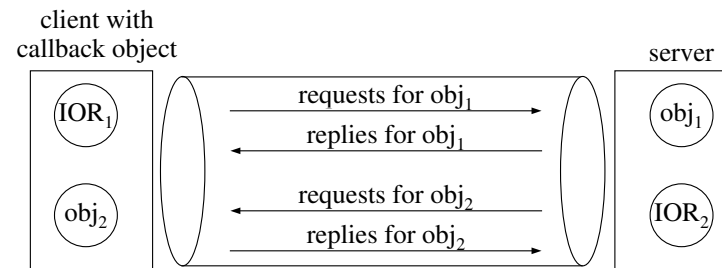 client with
callback object
server
IOR₁
requests for obj₁
obj₁
replies for obj₁
requests for obj₂
obj₂
IOR₂
replies for obj₂